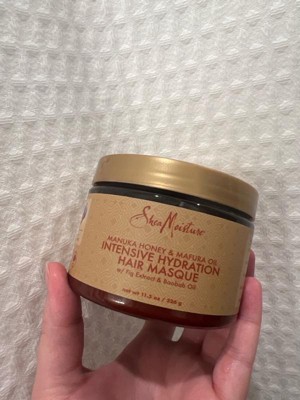 SheaMoisture
MANUKA HONEY & MAFURA OIL
INTENSIVE HYDRATION
HAIR MASQUE
w/ Fig Extract & Baobab Oil
net wt 11.5 oz / 326 g